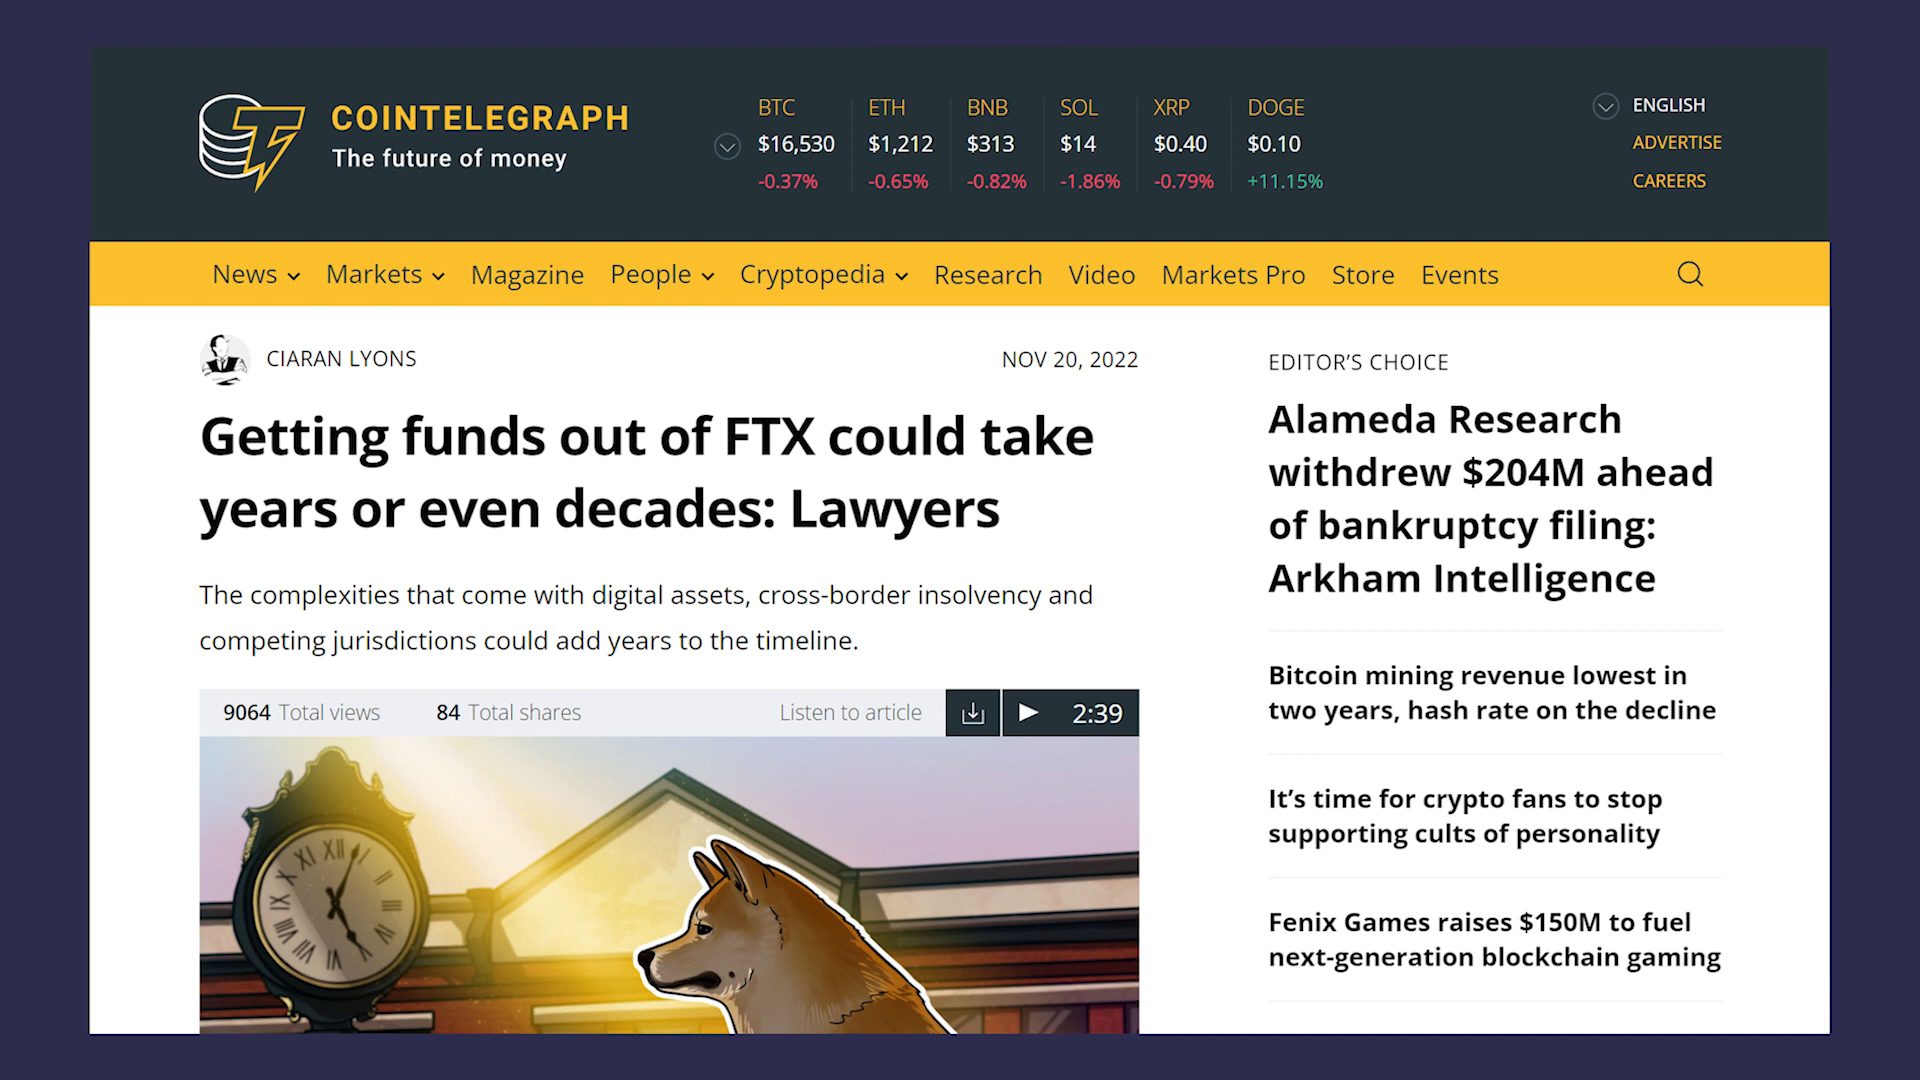 COINTELEGRAPH
The future of money
BTC
$16,530
-0.37%
ETH
$1,212
-0.65%
BNB
$313
-0.82%
SOL
$14
-1.86%
XRP
$0.40
-0.79%
DOGE
$0.10
+11.15%
ENGLISH
ADVERTISE
CAREERS
News Markets Magazine People Cryptopedia Research Video Markets Pro Store Events
CIARAN LYONS
NOV 20, 2022
Getting funds out of FTX could take
years or even decades: Lawyers
The complexities that come with digital assets, cross-border insolvency and
competing jurisdictions could add years to the timeline.
9064 Total views 84 Total shares Listen to article 2:39
EDITOR’S CHOICE
Alameda Research
withdrew $204M ahead
of bankruptcy filing:
Arkham Intelligence
Bitcoin mining revenue lowest in
two years, hash rate on the decline
It’s time for crypto fans to stop
supporting cults of personality
Fenix Games raises $150M to fuel
next-generation blockchain gaming